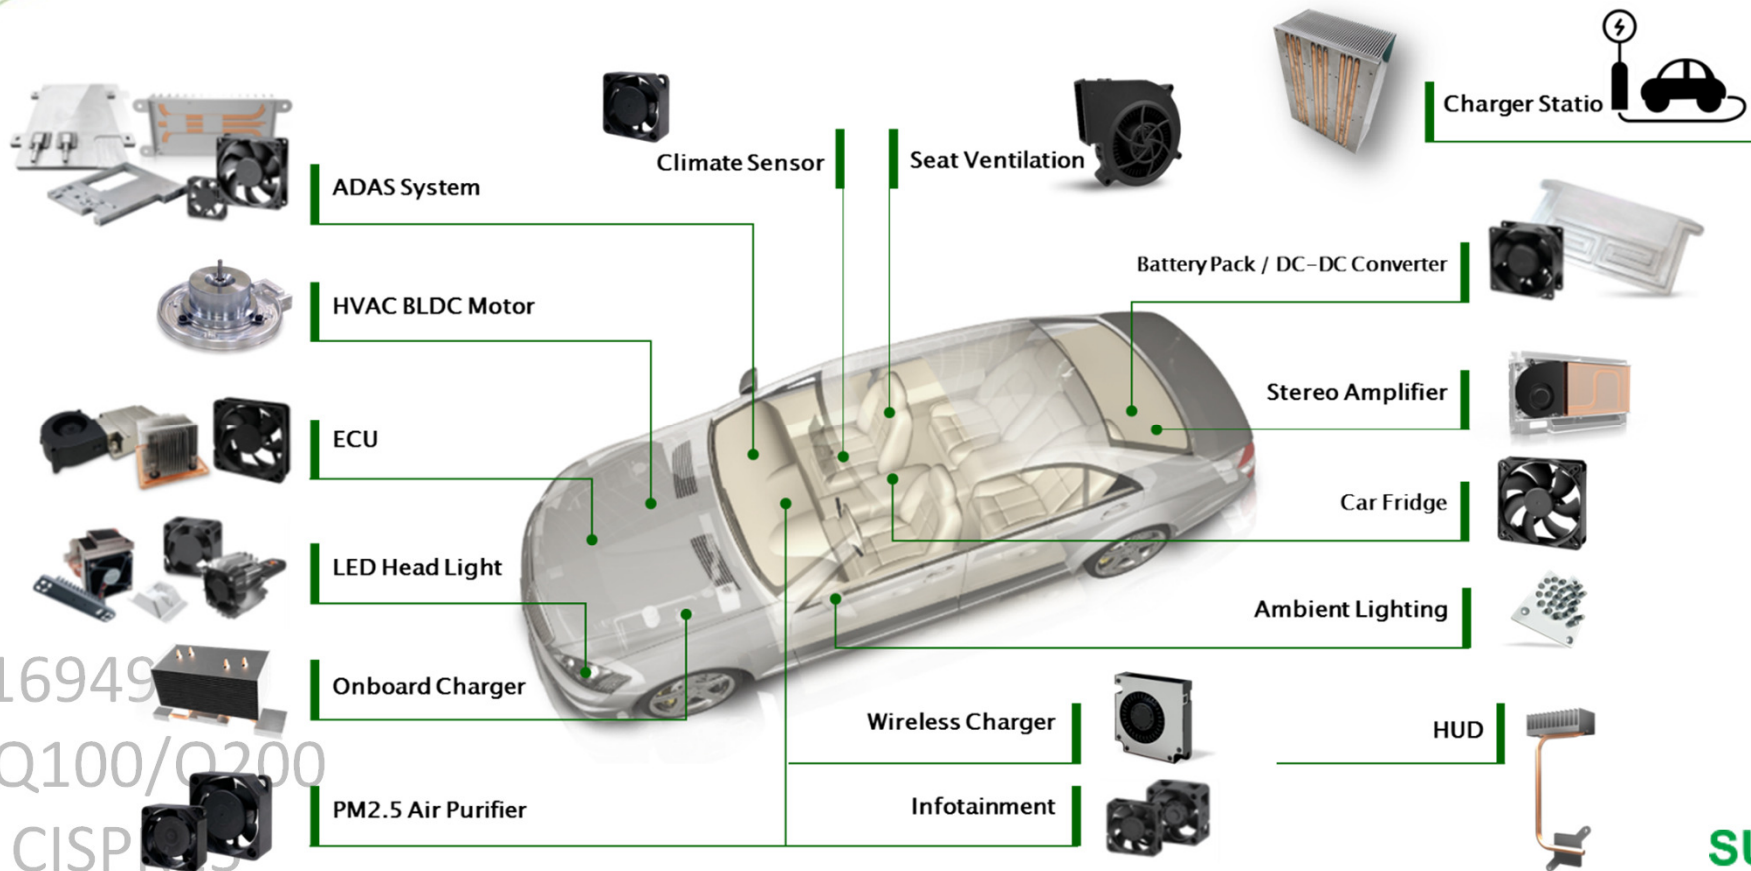 Charger Statio
Climate Sensor
Seat Ventilation
ADAS System
Battery Pack / DC-DC Converter
HVAC BLDC Motor
Stereo Amplifier
ECU
Car Fridge
LED Head Light
Ambient Lighting
16949
Onboard Charger
Wireless Charger
HUD
Q100/Q200
PM2.5 Air Purifier
Infotainment
CISP
SU